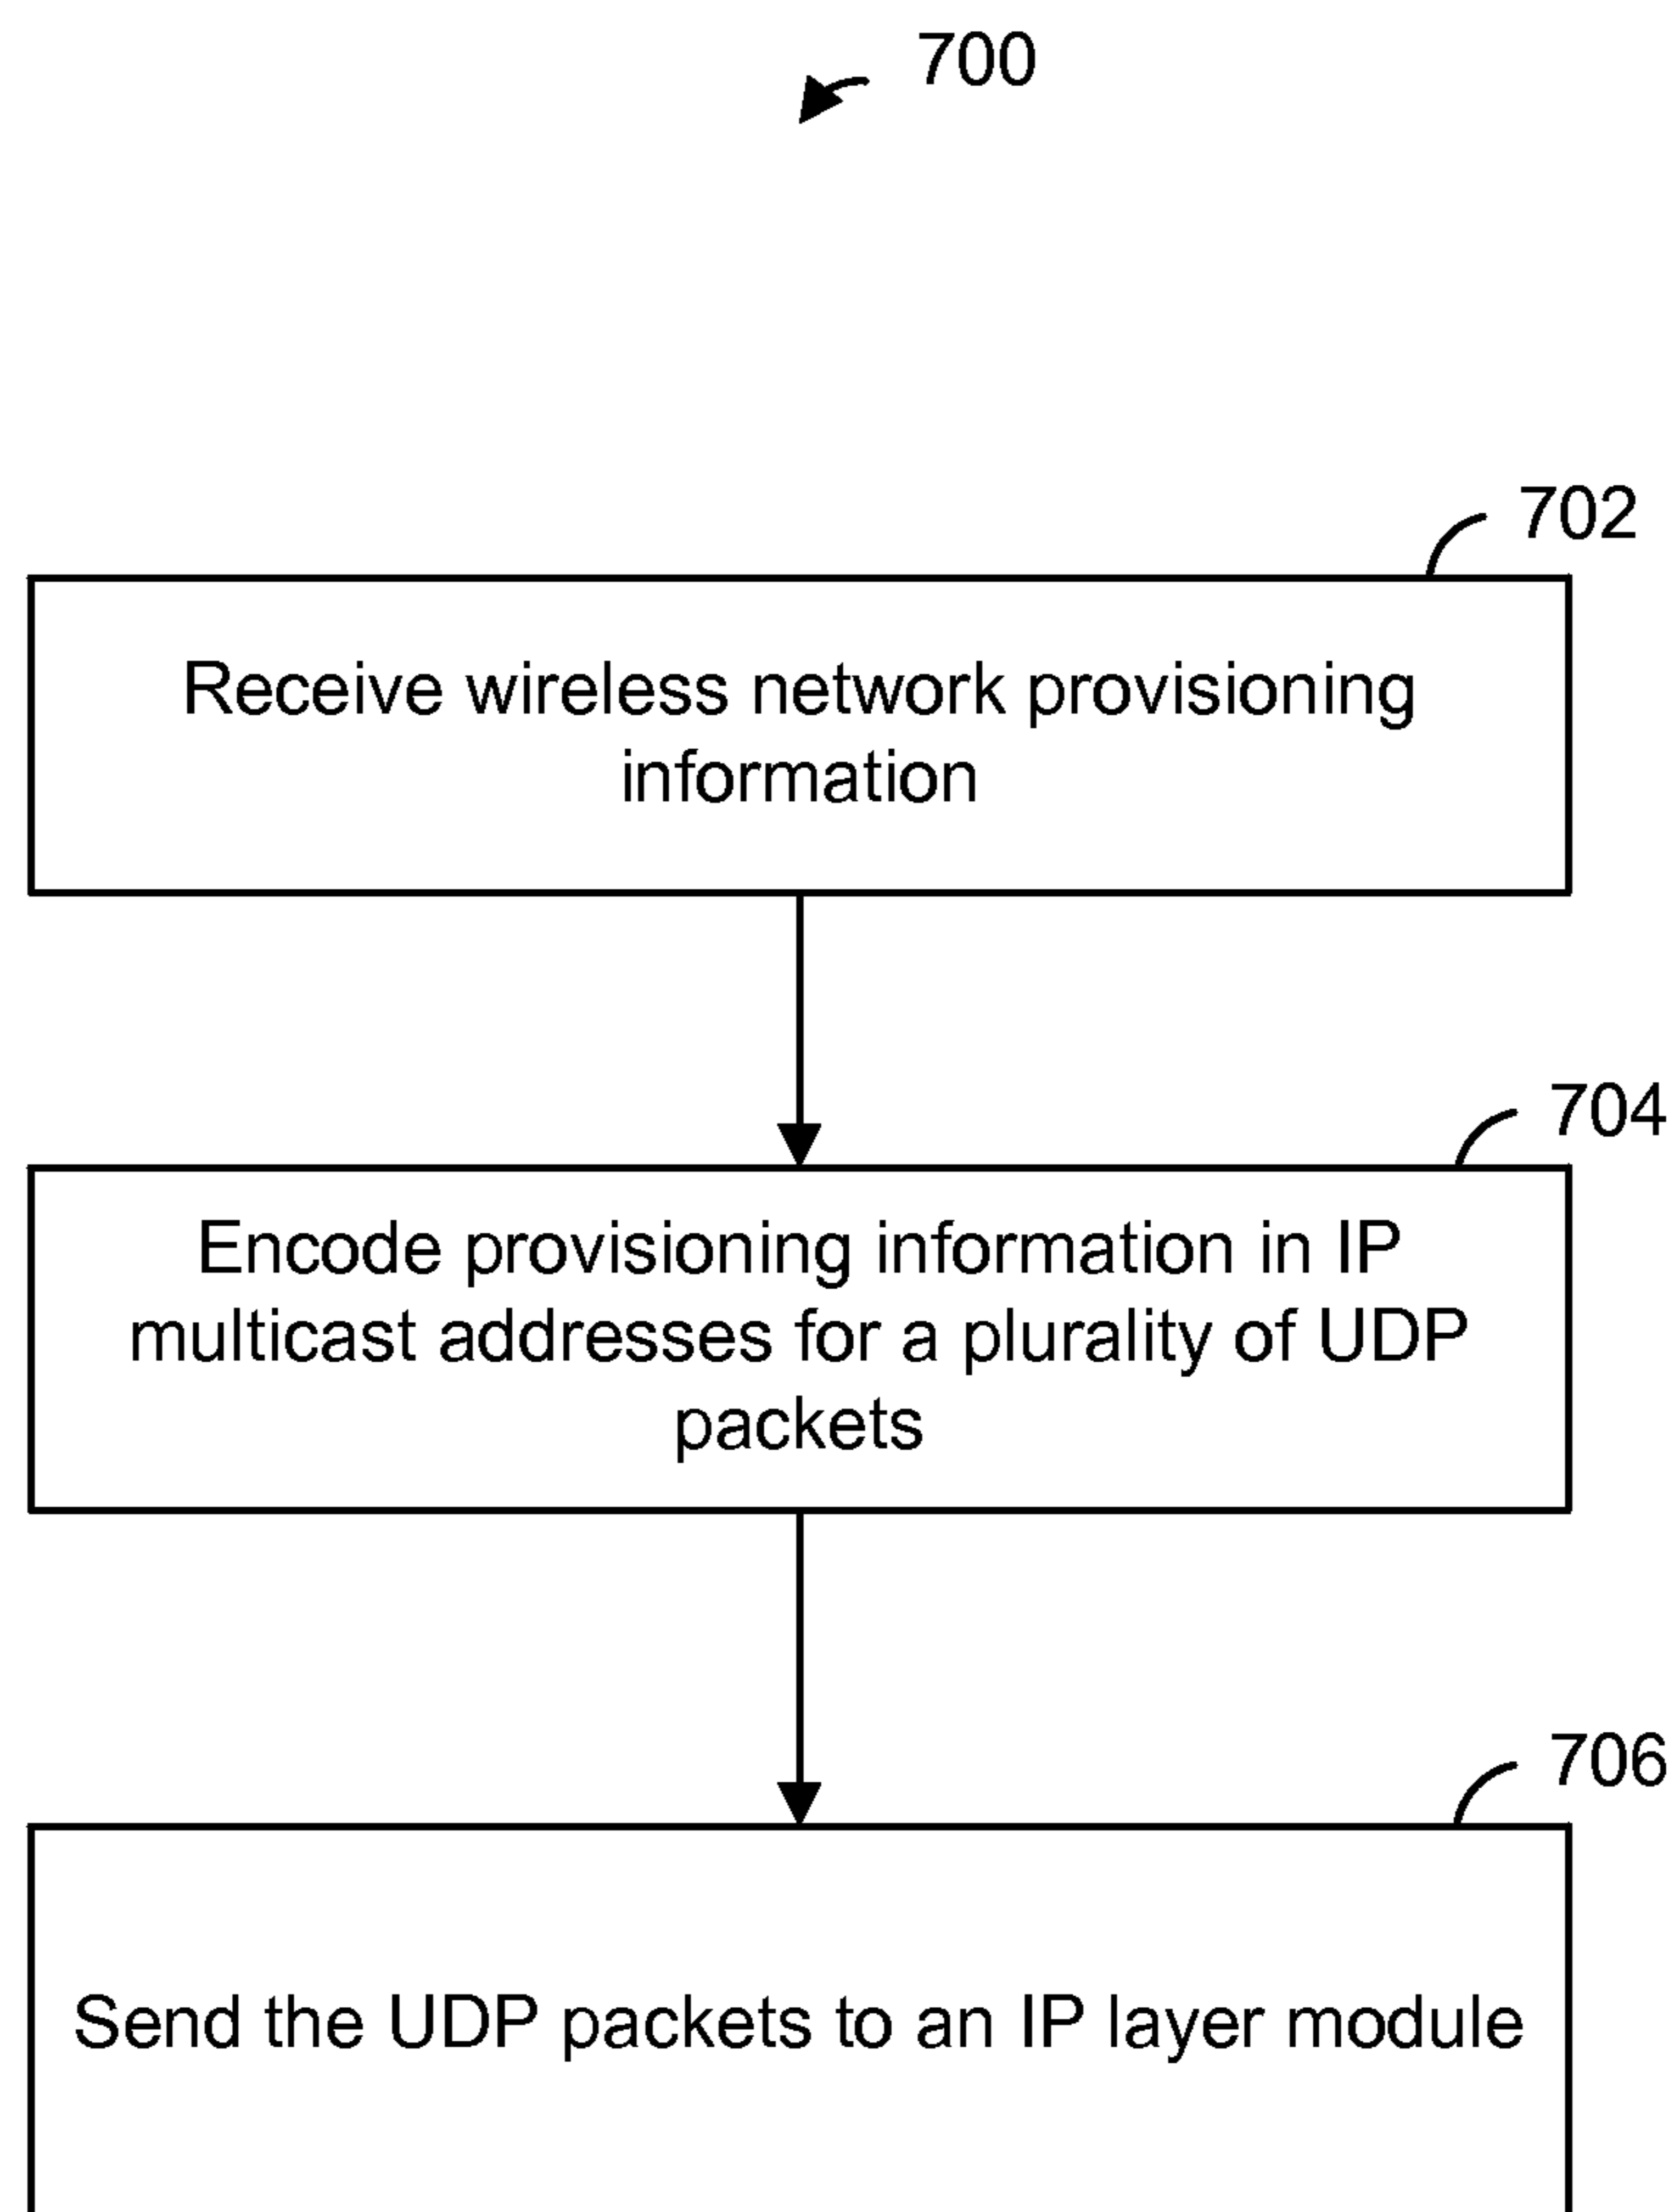 700
702
Receive wireless network provisioning
information
704
Encode provisioning information in IP
multicast addresses for a plurality of UDP
packets
706
Send the UDP packets to an IP layer module